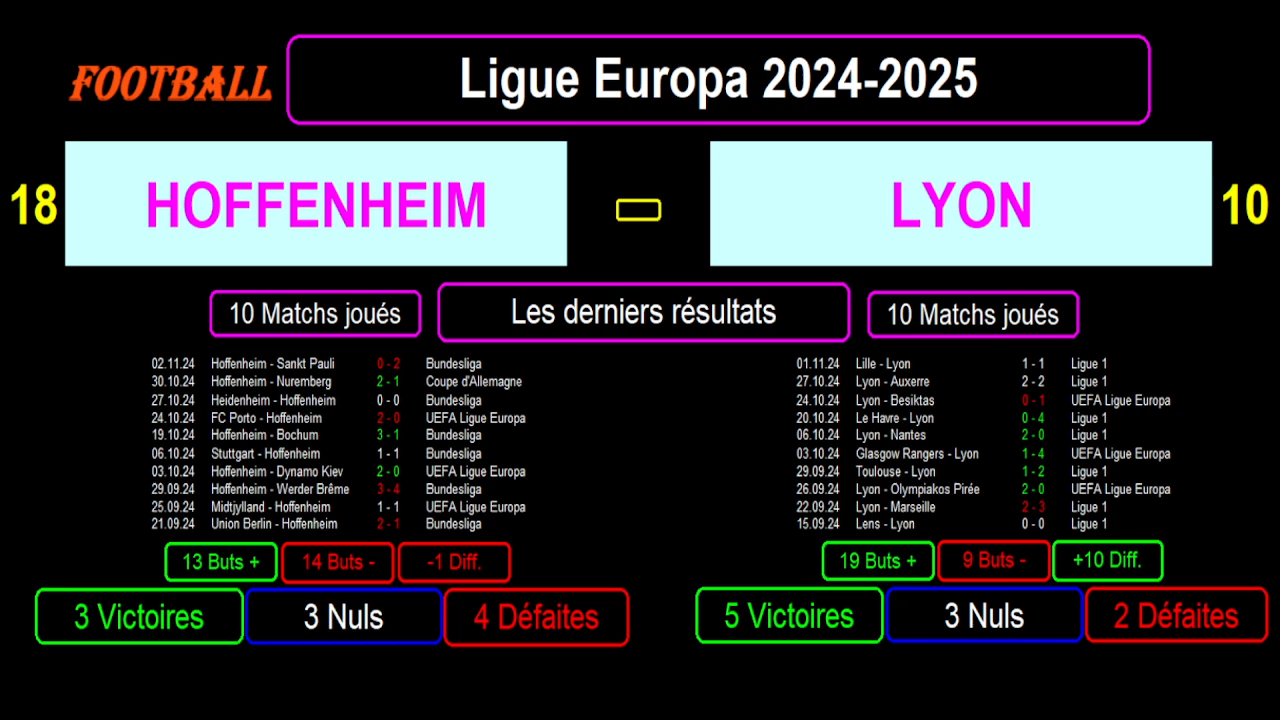 FOOTBALL
Ligue Europa 2024-2025
18 HOFFENHEIM - LYON 10
10 Matchs joués
Les derniers résultats
10 Matchs joués
02.11.24 Hoffenheim - Sankt Pauli 0 - 2 Bundesliga
30.10.24 Hoffenheim - Nuremberg 2 - 1 Coupe d'Allemagne
27.10.24 Heidenheim - Hoffenheim 0 - 0 Bundesliga
24.10.24 FC Porto - Hoffenheim 2 - 0 UEFA Ligue Europa
19.10.24 Hoffenheim - Bochum 3 - 1 Bundesliga
06.10.24 Stuttgart - Hoffenheim 1 - 1 Bundesliga
03.10.24 Hoffenheim - Dynamo Kiev 2 - 0 UEFA Ligue Europa
29.09.24 Hoffenheim - Werder Brême 3 - 4 Bundesliga
25.09.24 Midtjylland - Hoffenheim 1 - 1 UEFA Ligue Europa
21.09.24 Union Berlin - Hoffenheim 2 - 1 Bundesliga
13 Buts + 14 Buts - -1 Diff.
3 Victoires 3 Nuls 4 Défaites
01.11.24 Lille - Lyon 1 - 1 Ligue 1
27.10.24 Lyon - Auxerre 2 - 2 Ligue 1
24.10.24 Lyon - Besiktas 0 - 1 UEFA Ligue Europa
20.10.24 Le Havre - Lyon 0 - 4 Ligue 1
06.10.24 Lyon - Nantes 2 - 0 Ligue 1
03.10.24 Glasgow Rangers - Lyon 1 - 4 UEFA Ligue Europa
29.09.24 Toulouse - Lyon 1 - 2 Ligue 1
26.09.24 Lyon - Olympiakos Pirée 2 - 0 UEFA Ligue Europa
22.09.24 Lyon - Marseille 2 - 3 Ligue 1
15.09.24 Lens - Lyon 0 - 0 Ligue 1
19 Buts + 9 Buts - +10 Diff.
5 Victoires 3 Nuls 2 Défaites